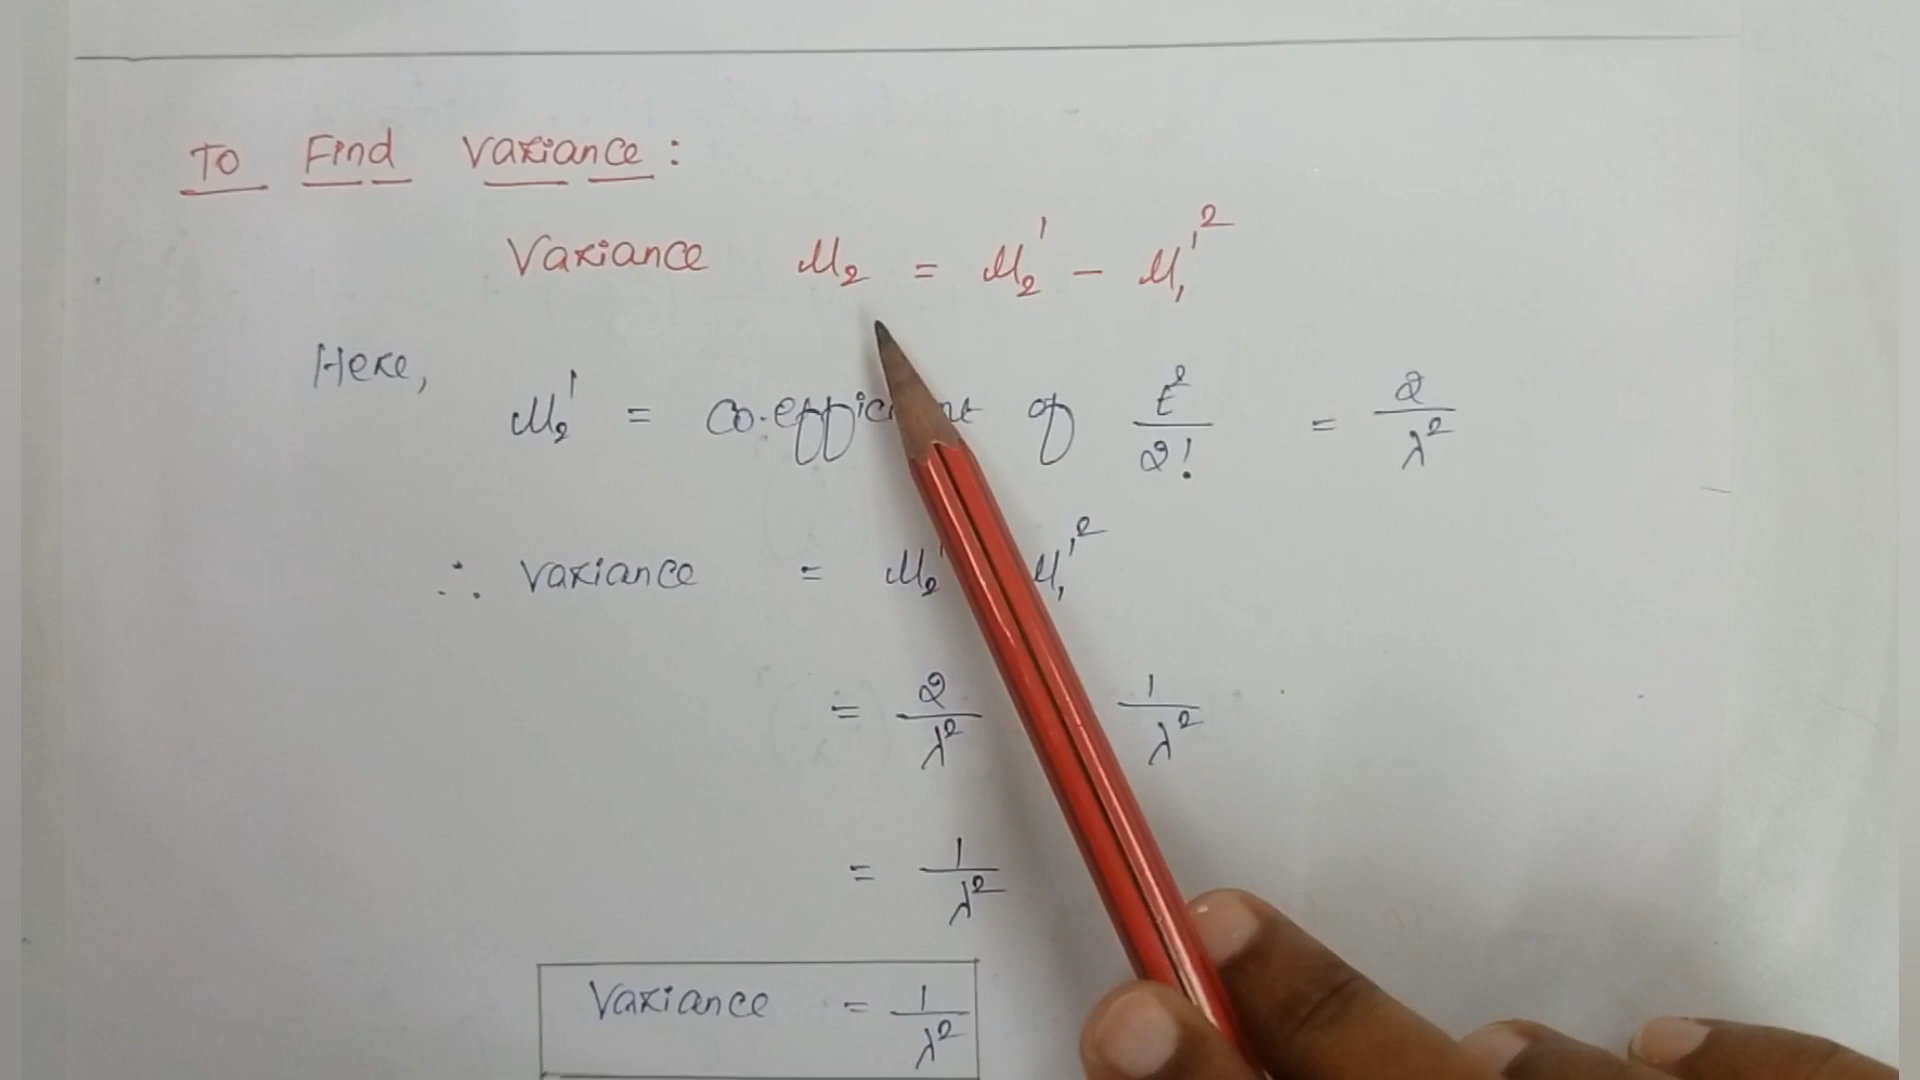 To Find Variance:
Variance μ₂ = μ₂' - μ₁'²
Here,
μ₂' = Co.efficient of t²/2! = 2/λ²
∴ Variance = μ₂' μ₁'²
= 2/λ² 1/λ²
= 1/λ²
Variance = 1/λ²